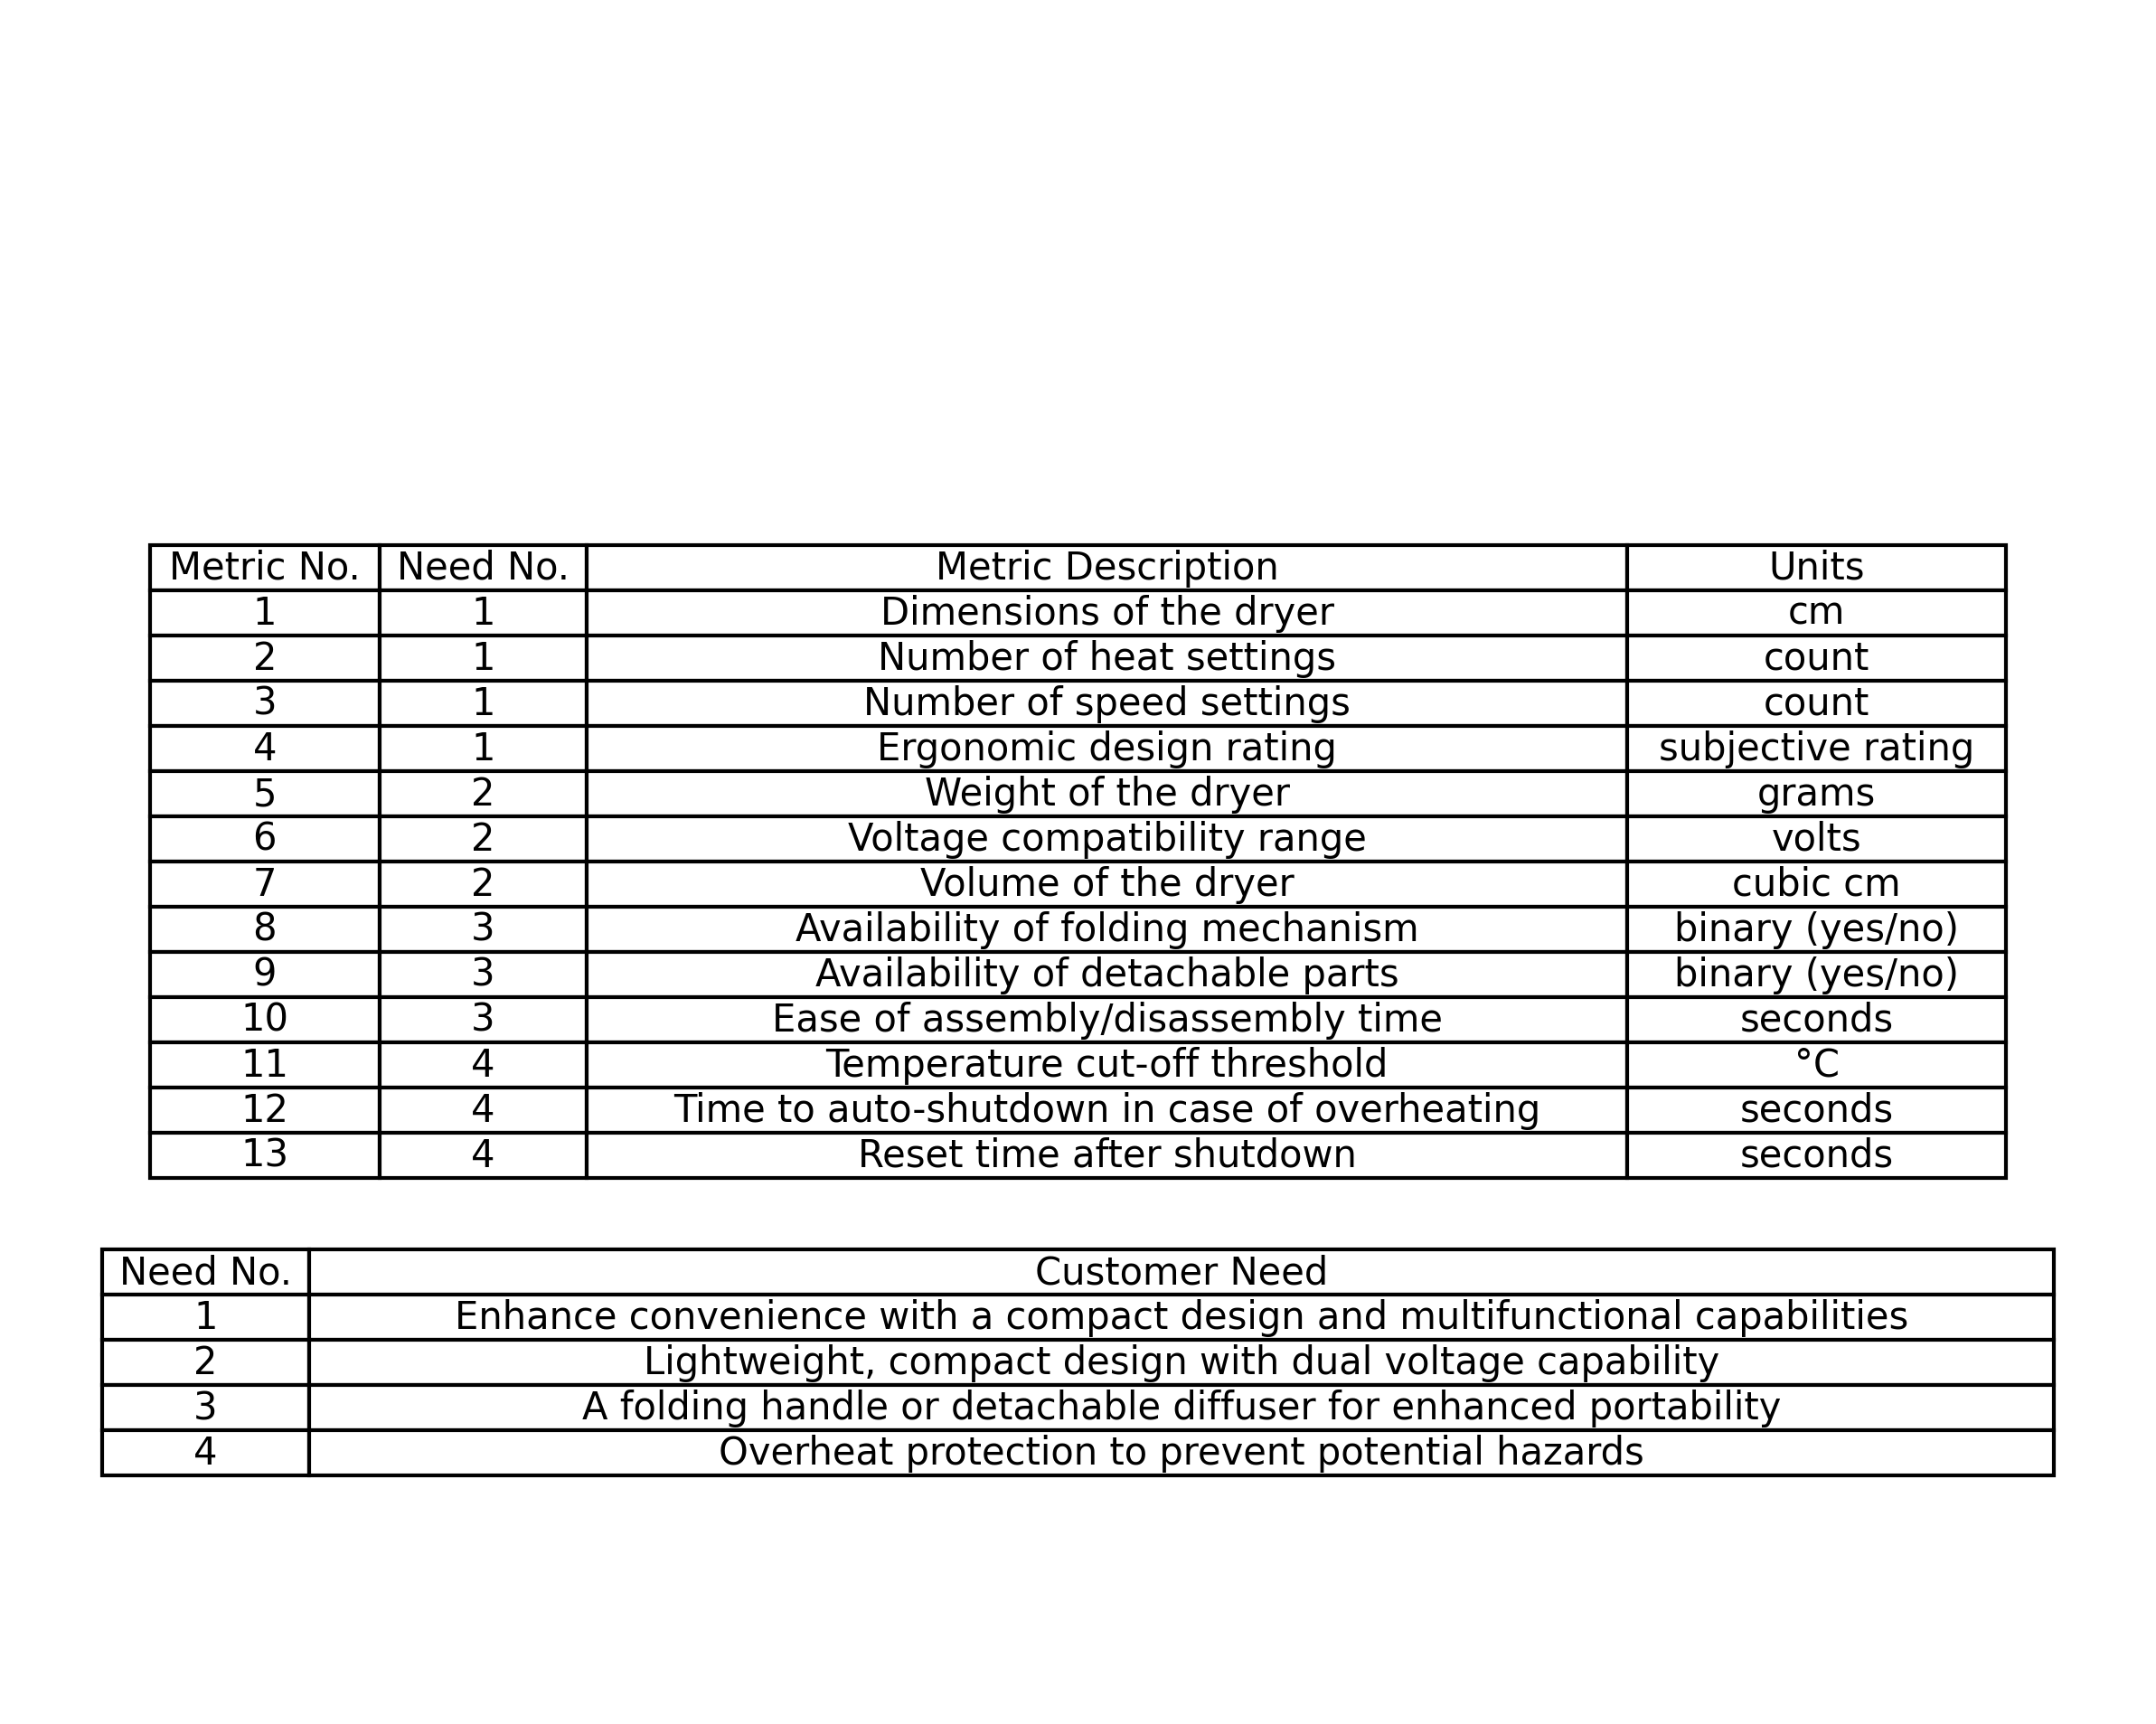 Metric No. Need No. Metric Description Units
1 1 Dimensions of the dryer cm
2 1 Number of heat settings count
3 1 Number of speed settings count
4 1 Ergonomic design rating subjective rating
5 2 Weight of the dryer grams
6 2 Voltage compatibility range volts
7 2 Volume of the dryer cubic cm
8 3 Availability of folding mechanism binary (yes/no)
9 3 Availability of detachable parts binary (yes/no)
10 3 Ease of assembly/disassembly time seconds
11 4 Temperature cut-off threshold °C
12 4 Time to auto-shutdown in case of overheating seconds
13 4 Reset time after shutdown seconds
Need No. Customer Need
1 Enhance convenience with a compact design and multifunctional capabilities
2 Lightweight, compact design with dual voltage capability
3 A folding handle or detachable diffuser for enhanced portability
4 Overheat protection to prevent potential hazards